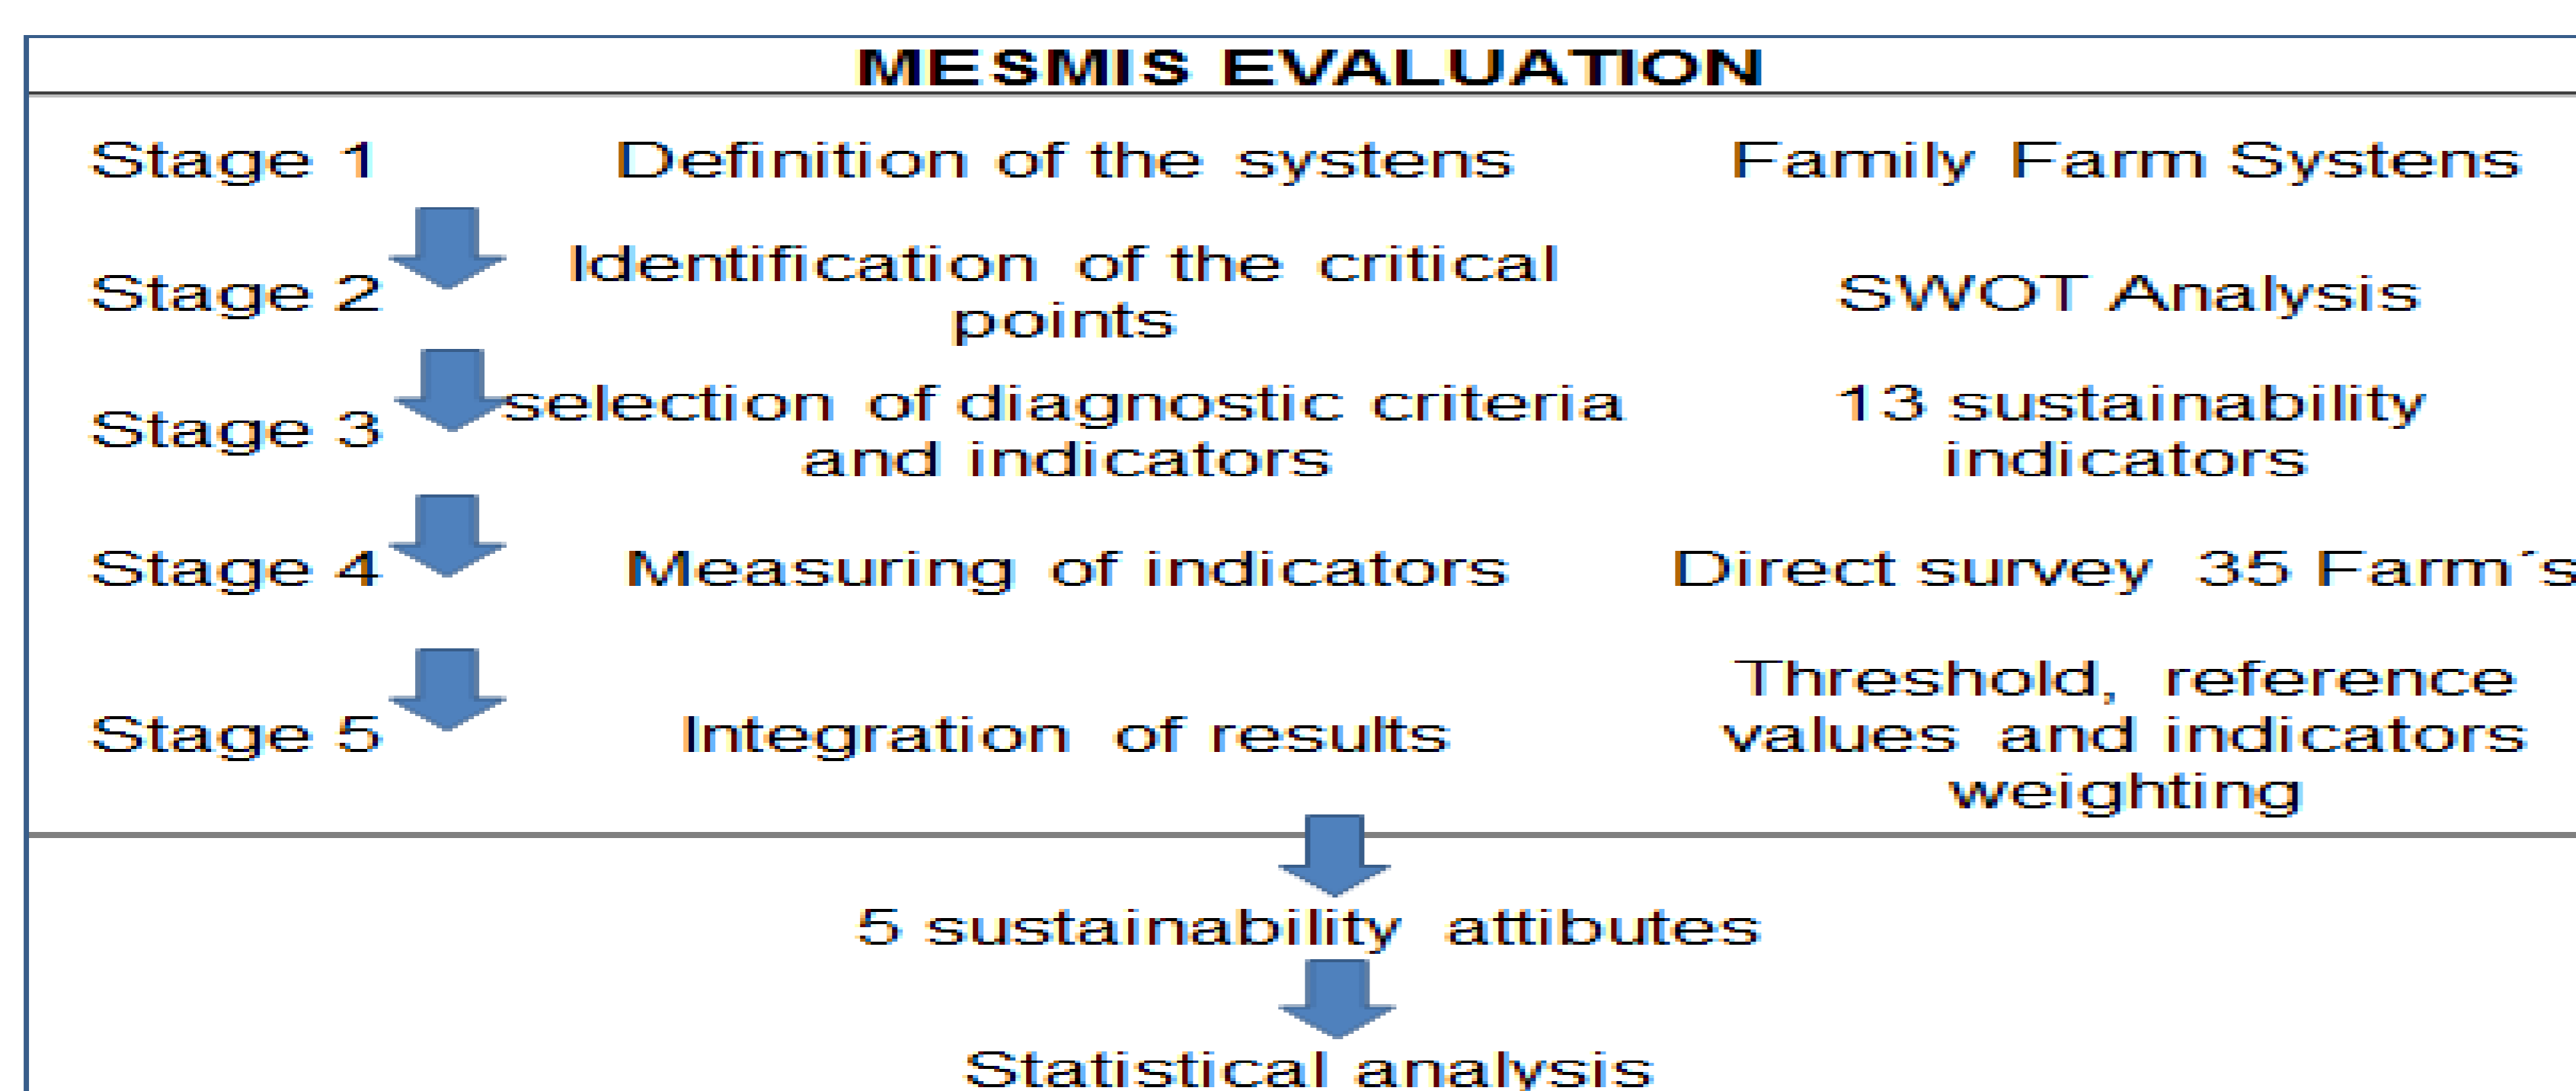 MESMIS EVALUATION
Stage 1 Definition of the systens Family Farm Systens
Stage 2 Identification of the critical
points SWOT Analysis
Stage 3 selection of diagnostic criteria
and indicators 13 sustainability
indicators
Stage 4 Measuring of indicators Direct survey 35 Farm´s
Stage 5 Integration of results Threshold, reference
values and indicators
weighting
5 sustainability attibutes
Statistical analysis